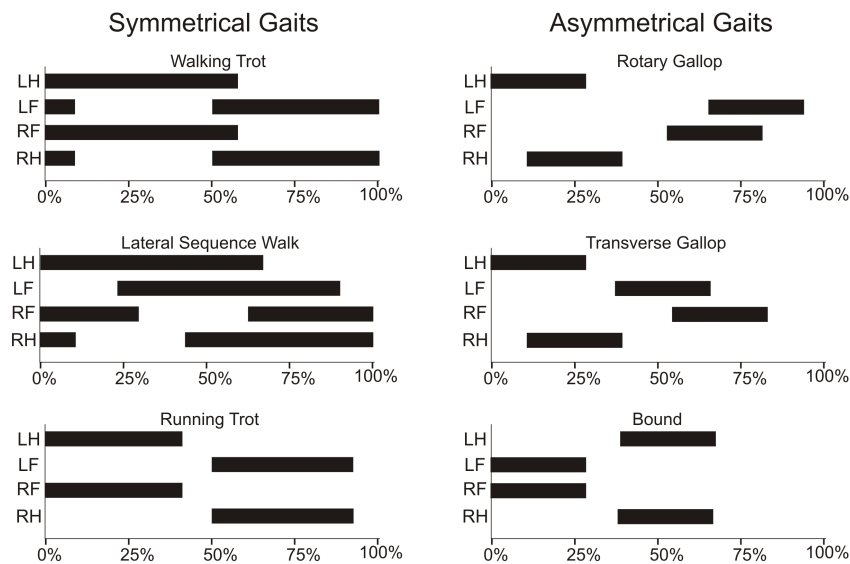 Symmetrical Gaits
Walking Trot
LH
LF
RF
RH
0% 25% 50% 75% 100%
Lateral Sequence Walk
LH
LF
RF
RH
0% 25% 50% 75% 100%
Running Trot
LH
LF
RF
RH
0% 25% 50% 75% 100%
Asymmetrical Gaits
Rotary Gallop
LH
LF
RF
RH
0% 25% 50% 75% 100%
Transverse Gallop
LH
LF
RF
RH
0% 25% 50% 75% 100%
Bound
LH
LF
RF
RH
0% 25% 50% 75% 100%